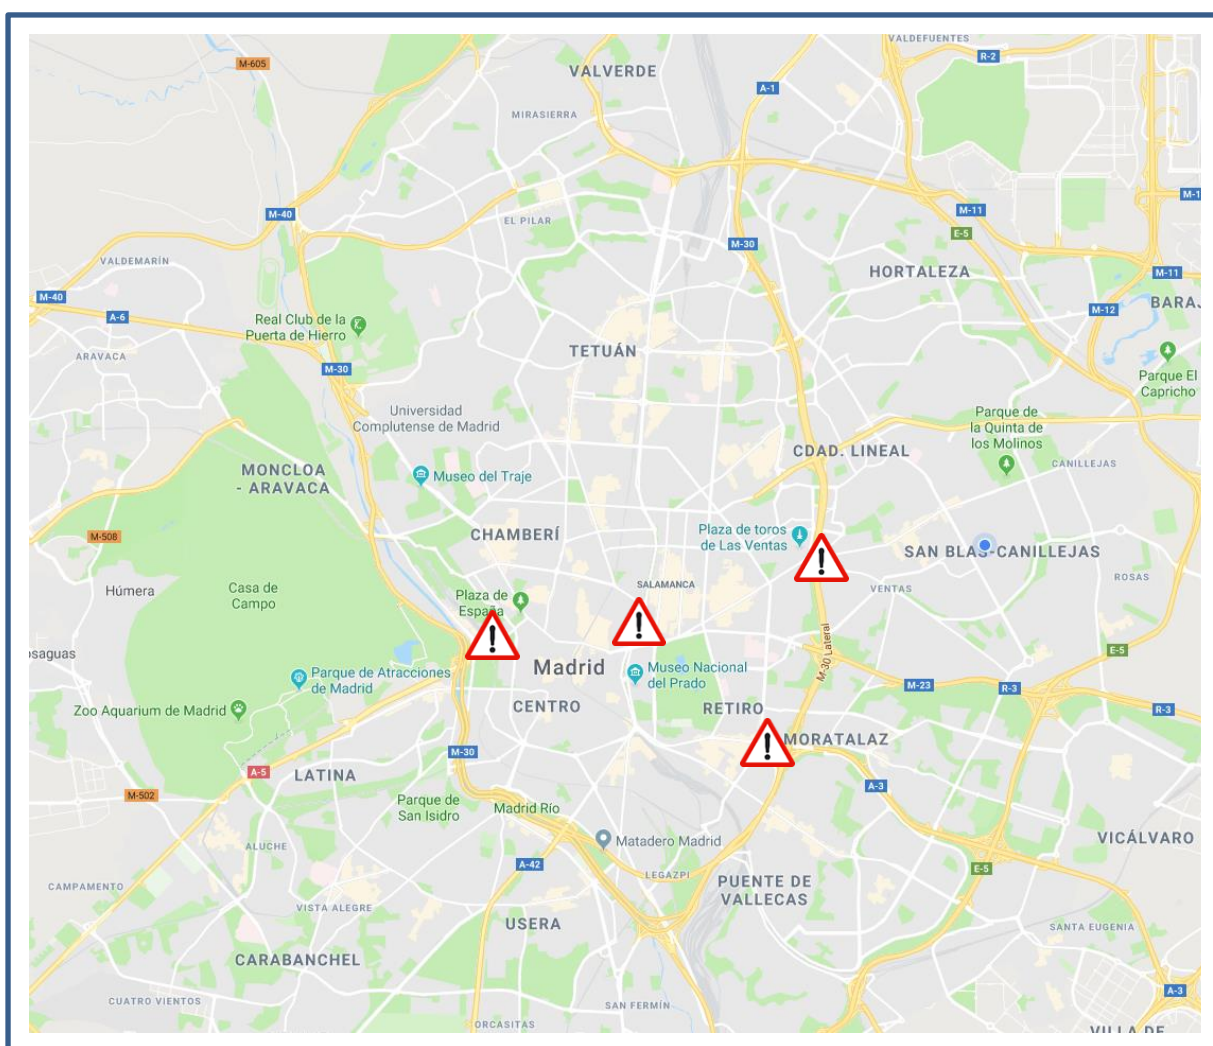 VALDEFUENTES
M-605
R-2
VALVERDE
A-1
MIRASIERRA
M-1
M-40
EL PILAR
M-11
E-5
M-30
VALDEMARÍN
HORTALEZA
M-11
M-40
A-6
M-12
BARAJ
Real Club de la
Puerta de Hierro
ARAVACA
TETUÁN
M-30
Parque El
Capricho
Universidad
Complutense de Madrid
Parque de
la Quinta de
los Molinos
CDAD. LINEAL
CANILLEJAS
MONCLOA
- ARAVACA
Museo del Traje
M-508
CHAMBERÍ
Plaza de toros
de Las Ventas
SAN BLAS-CANILLEJAS
ROSAS
Húmera
Casa de
Campo
SALAMANCA
VENTAS
Plaza de
España
M-30 Lateral
osaguas
E-5
Parque de Atracciones
de Madrid
Madrid
Museo Nacional
del Prado
M-23
R-3
Zoo Aquarium de Madrid
CENTRO
RETIRO
R-3
M-30
MORATALAZ
A-5
LATINA
M-502
A-3
Parque de
San Isidro
Madrid Río
Matadero Madrid
VICÁLVARO
ALUCHE
A-42
LEGAZPI
E-5
CAMPAMENTO
PUENTE DE
VALLECAS
VISTA ALEGRE
USERA
SANTA EUGENIA
CARABANCHEL
A-3
CUATRO VIENTOS
SAN FERMÍN
ORCASITAS
VILLA DE